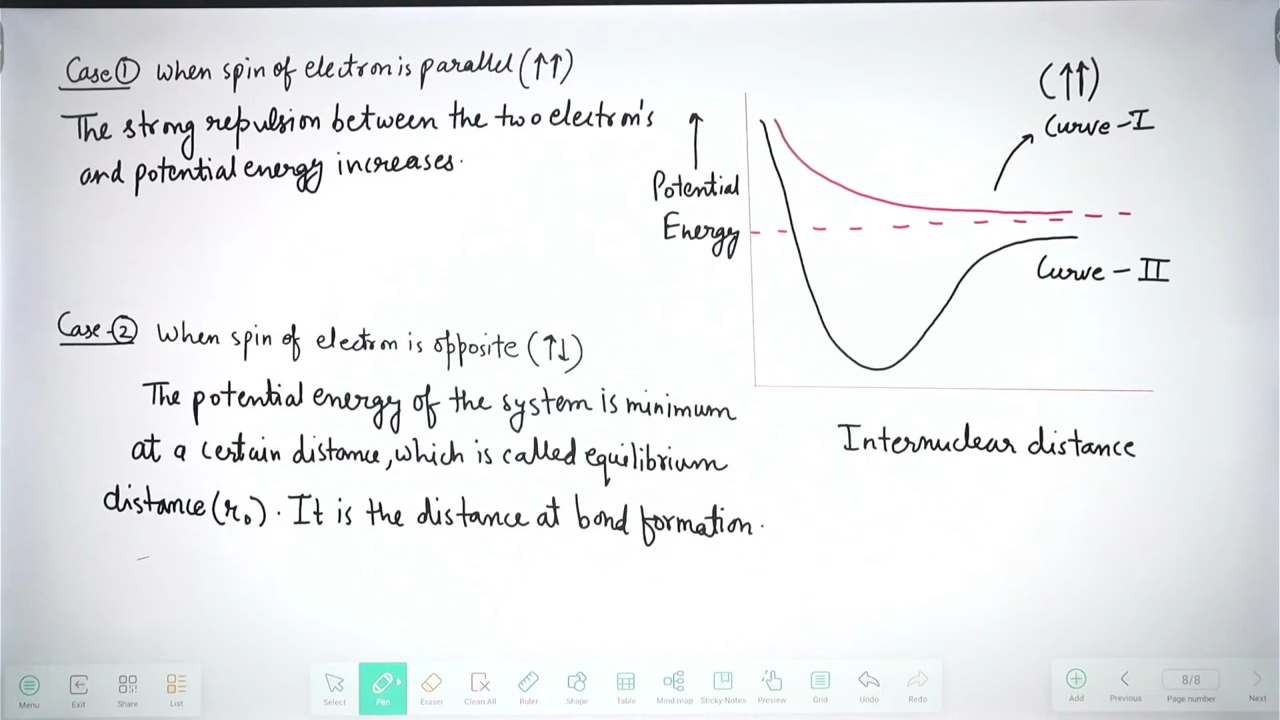 Case ① When spin of electron is parallel (↑↑)
The strong repulsion between the two electron's
and potential energy increases.
Case-② When spin of electron is opposite (↑↓)
The potential energy of the system is minimum
at a certain distance, which is called equilibrium
distance (r₀). It is the distance at bond formation.
(↑↑)
Curve-I
Potential
Energy
Curve-II
Internuclear distance
Menu
Exit
Share
List
Select
Pen
Eraser
Clean All
Ruler
Shape
Table
Mind map
Sticky Notes
Preview
Grid
Undo
Redo
Add
Previous
8/8
Page number
Next